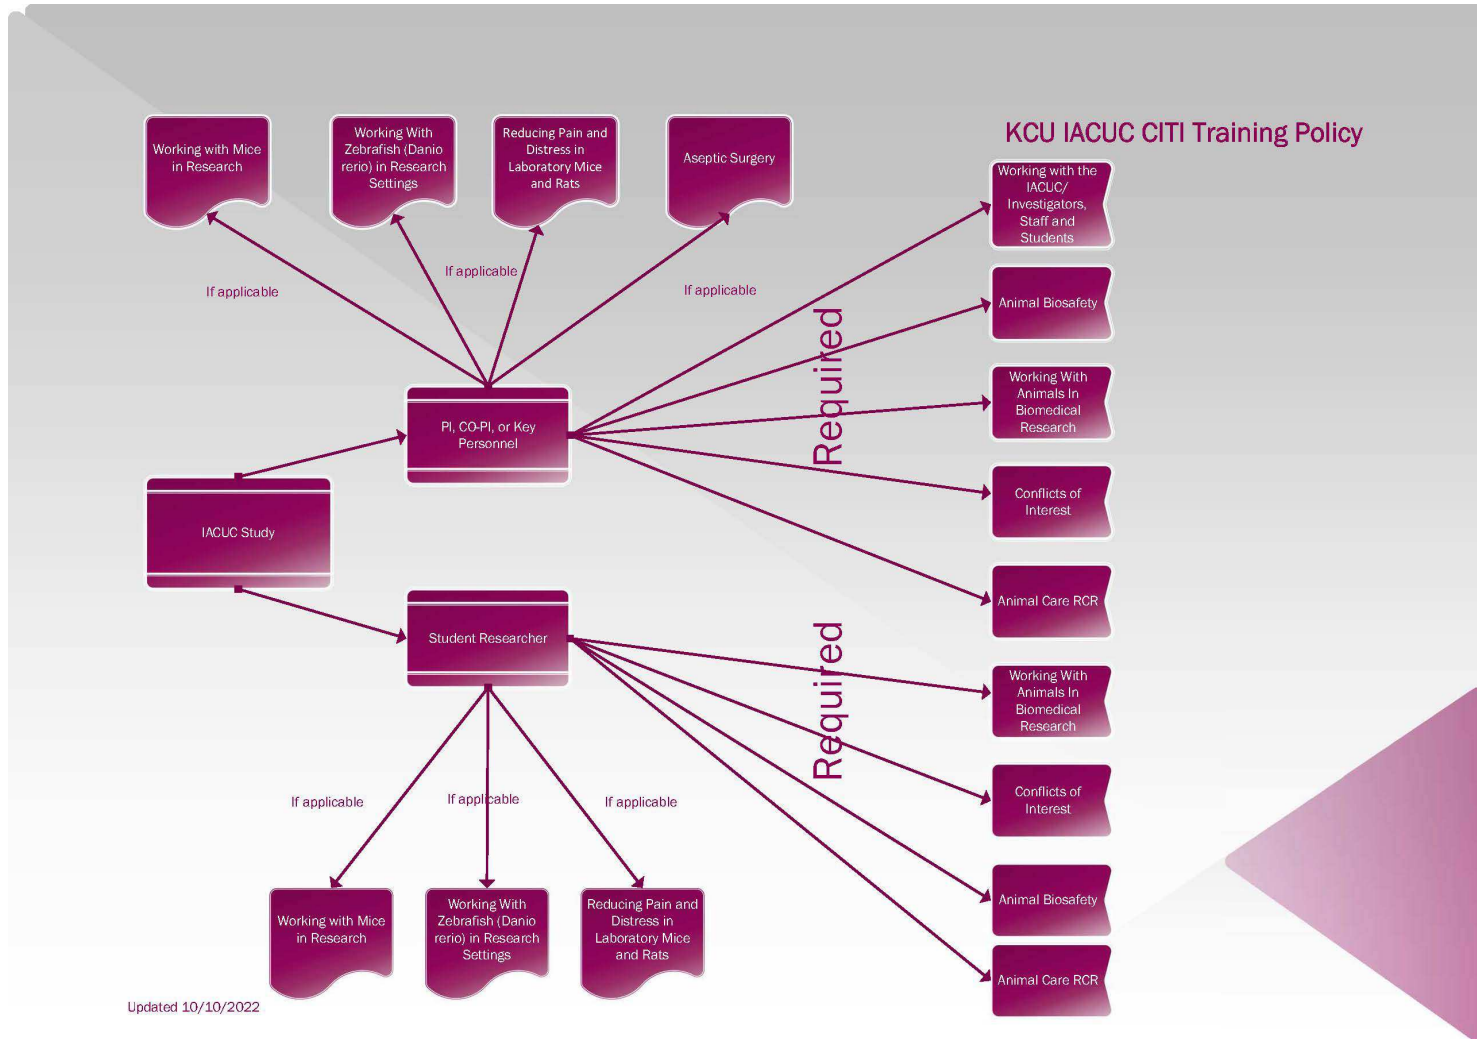 KCU IACUC CITI Training Policy
Working with Mice
in Research
Working With
Zebrafish (Danio
rerio) in Research
Settings
Reducing Pain and
Distress in
Laboratory Mice
and Rats
Aseptic Surgery
Working with the
IACUC/
Investigators,
Staff and
Students
If applicable
If applicable
If applicable
Animal Biosafety
Required
Working With
Animals In
Biomedical
Research
PI, CO-PI, or Key
Personnel
Conflicts of
Interest
IACUC Study
Animal Care RCR
Student Researcher
Required
Working With
Animals In
Biomedical
Research
If applicable
If applicable
If applicable
Conflicts of
Interest
Animal Biosafety
Working with Mice
in Research
Working With
Zebrafish (Danio
rerio) in Research
Settings
Reducing Pain and
Distress in
Laboratory Mice
and Rats
Animal Care RCR
Updated 10/10/2022